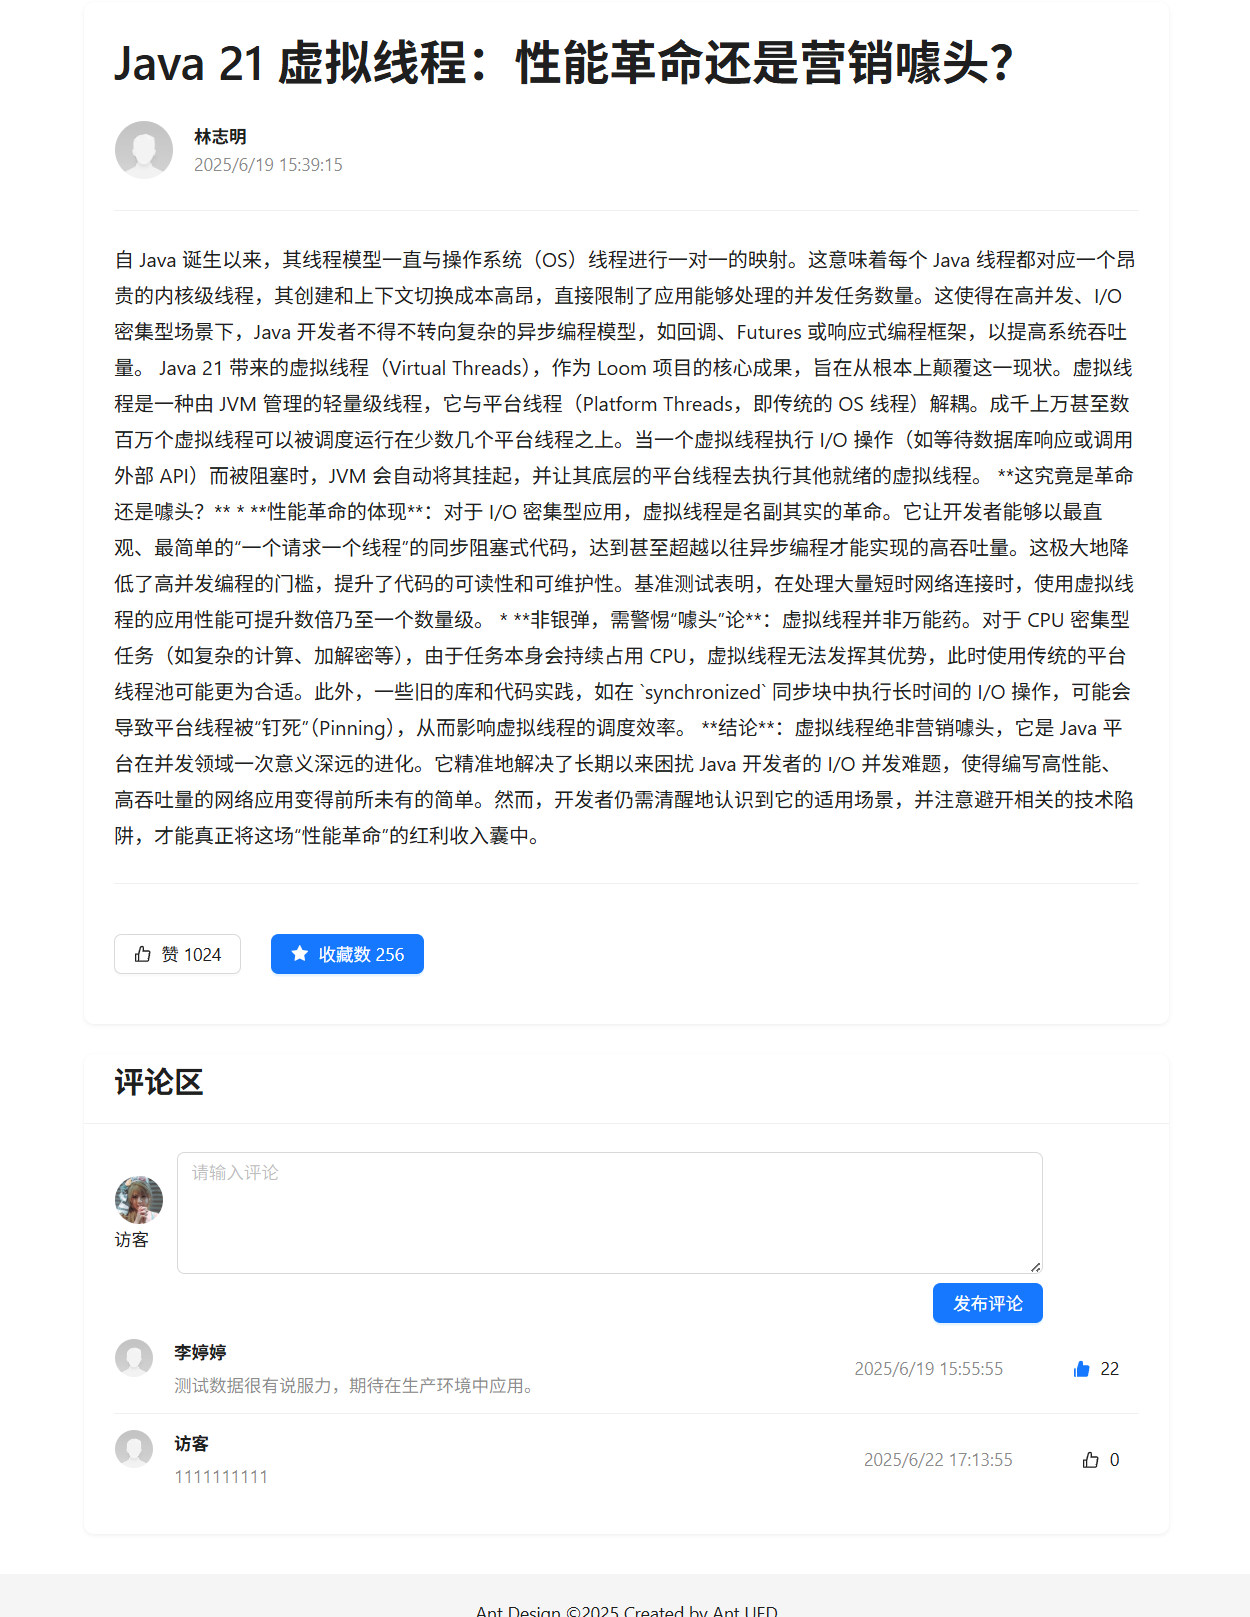 Java 21 虚拟线程：性能革命还是营销噱头？
林志明
2025/6/19 15:39:15
自 Java 诞生以来，其线程模型一直与操作系统（OS）线程进行一对一的映射。这意味着每个 Java 线程都对应一个昂
贵的内核级线程，其创建和上下文切换成本高昂，直接限制了应用能够处理的并发任务数量。这使得在高并发、I/O
密集型场景下，Java 开发者不得不转向复杂的异步编程模型，如回调、Futures 或响应式编程框架，以提高系统吞吐
量。 Java 21 带来的虚拟线程（Virtual Threads），作为 Loom 项目的核心成果，旨在从根本上颠覆这一现状。虚拟线
程是一种由 JVM 管理的轻量级线程，它与平台线程（Platform Threads，即传统的 OS 线程）解耦。成千上万甚至数
百万个虚拟线程可以被调度运行在少数几个平台线程之上。当一个虚拟线程执行 I/O 操作（如等待数据库响应或调用
外部 API）而被阻塞时，JVM 会自动将其挂起，并让其底层的平台线程去执行其他就绪的虚拟线程。 **这究竟是革命
还是噱头？** * **性能革命的体现**：对于 I/O 密集型应用，虚拟线程是名副其实的革命。它让开发者能够以最直
观、最简单的“一个请求一个线程”的同步阻塞式代码，达到甚至超越以往异步编程才能实现的高吞吐量。这极大地降
低了高并发编程的门槛，提升了代码的可读性和可维护性。基准测试表明，在处理大量短时网络连接时，使用虚拟线
程的应用性能可提升数倍乃至一个数量级。 * **非银弹，需警惕“噱头”论**：虚拟线程并非万能药。对于 CPU 密集型
任务（如复杂的计算、加解密等），由于任务本身会持续占用 CPU，虚拟线程无法发挥其优势，此时使用传统的平台
线程池可能更为合适。此外，一些旧的库和代码实践，如在 `synchronized` 同步块中执行长时间的 I/O 操作，可能会
导致平台线程被“钉死”（Pinning），从而影响虚拟线程的调度效率。 **结论**：虚拟线程绝非营销噱头，它是 Java 平
台在并发领域一次意义深远的进化。它精准地解决了长期以来困扰 Java 开发者的 I/O 并发难题，使得编写高性能、
高吞吐量的网络应用变得前所未有的简单。然而，开发者仍需清醒地认识到它的适用场景，并注意避开相关的技术陷
阱，才能真正将这场“性能革命”的红利收入囊中。
赞 1024
收藏数 256
评论区
请输入评论
访客
发布评论
李婷婷
测试数据很有说服力，期待在生产环境中应用。
2025/6/19 15:55:55
22
访客
1111111111
2025/6/22 17:13:55
0
Ant Design ©2025 Created by Ant UED